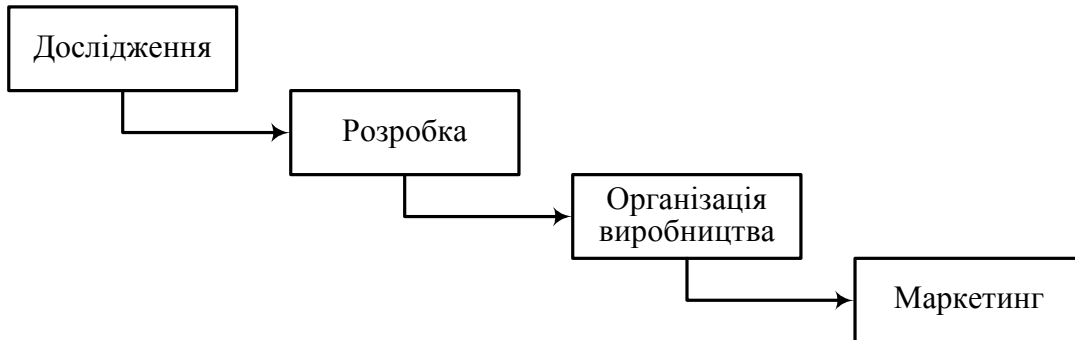 Дослідження
Розробка
Організація
виробництва
Маркетинг